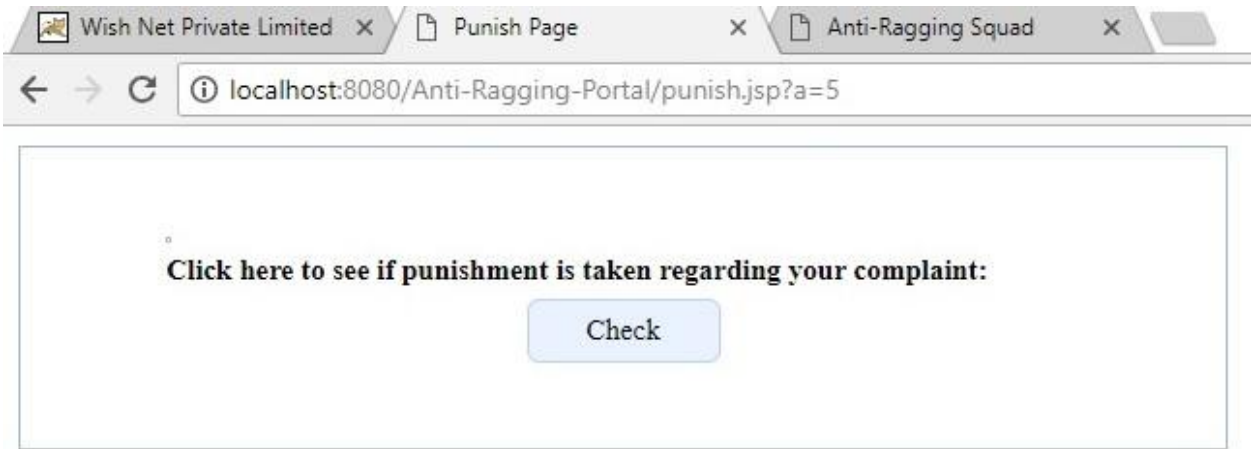 Wish Net Private Limited
Punish Page
Anti-Ragging Squad
localhost:8080/Anti-Ragging-Portal/punish.jsp?a=5
Click here to see if punishment is taken regarding your complaint:
Check